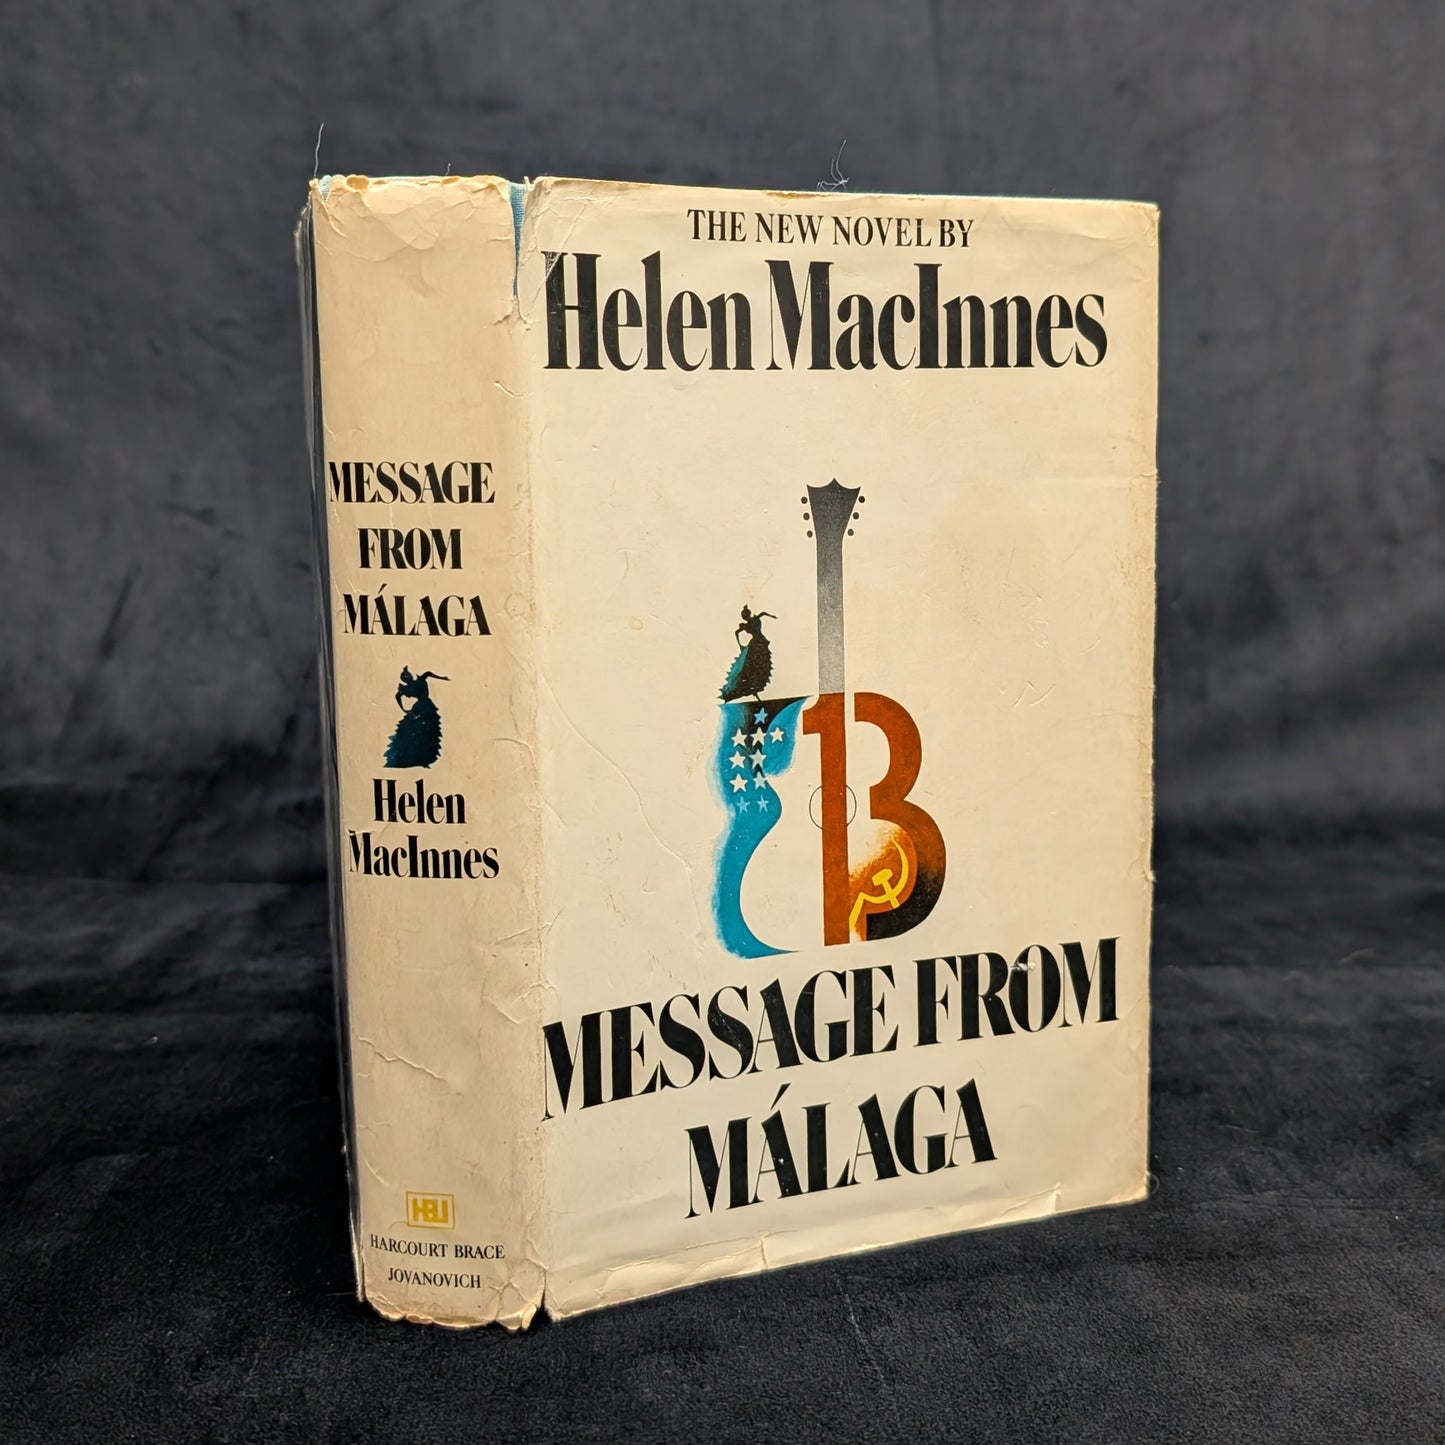 MESSAGE
FROM
MÁLAGA
Helen
MacInnes
HBJ
HARCOURT BRACE
JOVANOVICH
THE NEW NOVEL BY
Helen MacInnes
MESSAGE FROM
MÁLAGA